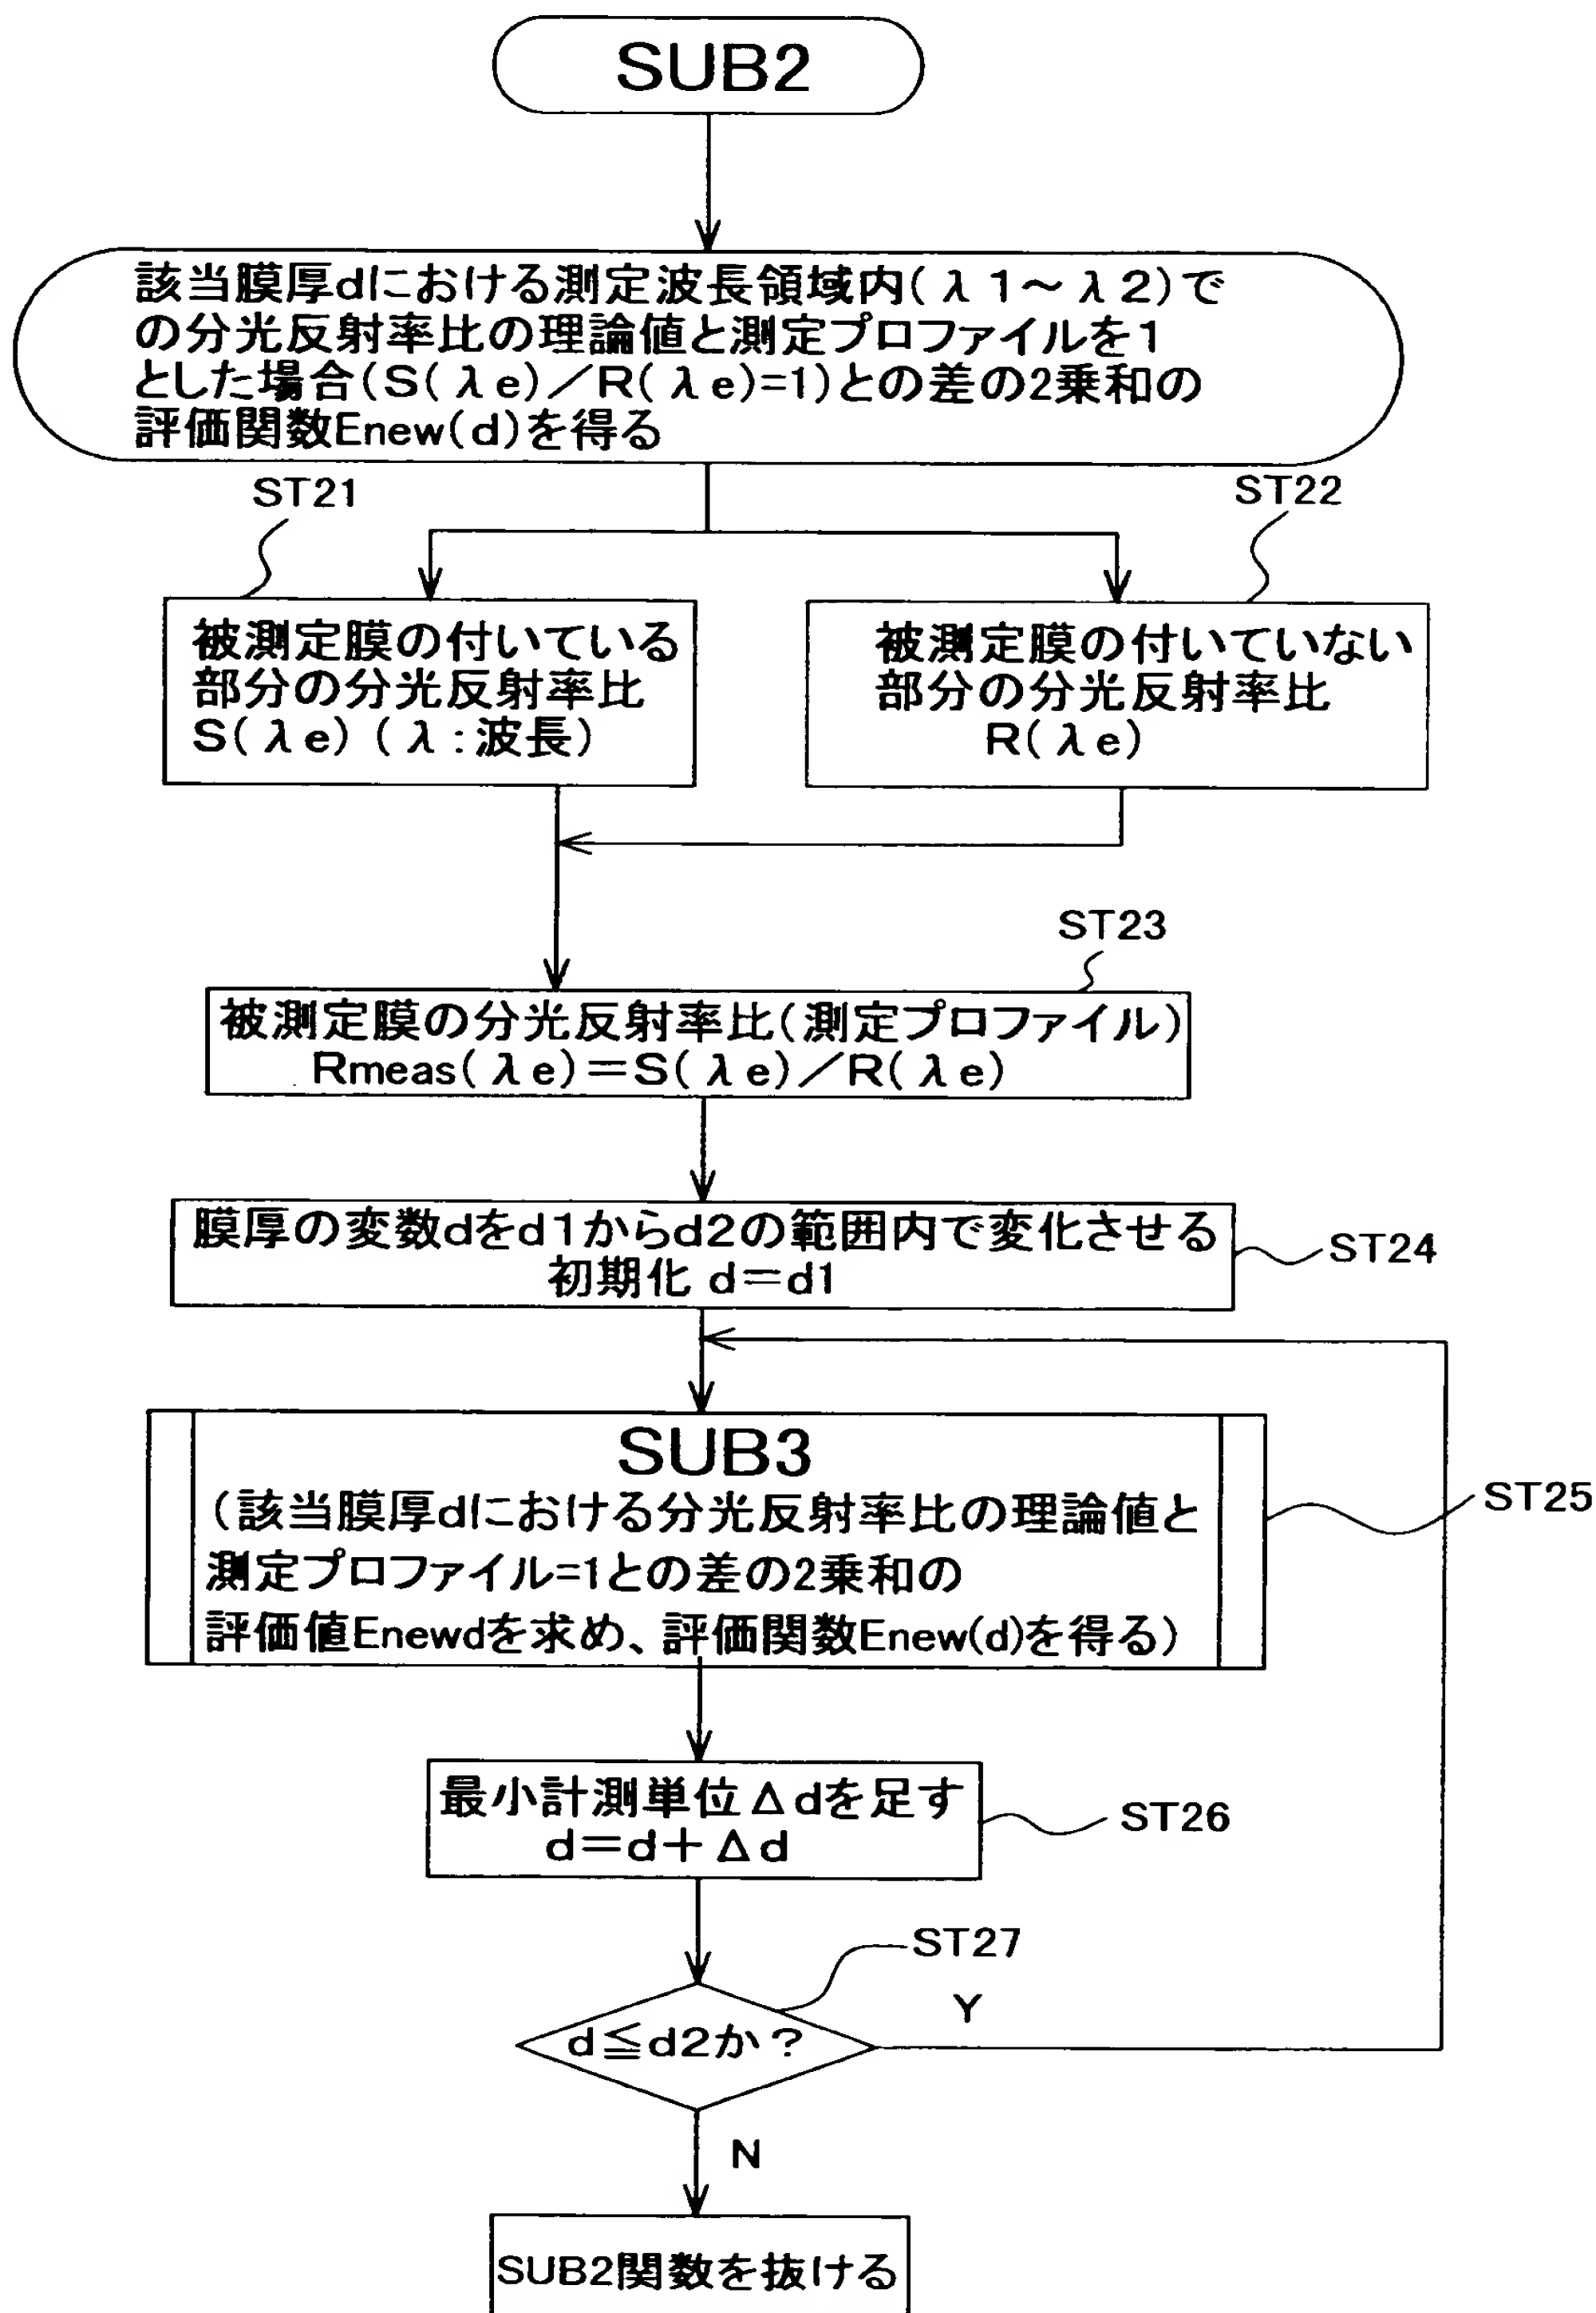 SUB2
該当膜厚dにおける測定波長領域内(λ1～λ2)で
の分光反射率比の理論値と測定プロファイルを1
とした場合(S(λe)／R(λe)=1)との差の2乗和の
評価関数Enew(d)を得る
ST21
ST22
被測定膜の付いている
部分の分光反射率比
S(λe)(λ:波長)
被測定膜の付いていない
部分の分光反射率比
R(λe)
ST23
被測定膜の分光反射率比(測定プロファイル)
Rmeas(λe)＝S(λe)／R(λe)
膜厚の変数dをd1からd2の範囲内で変化させる
初期化 d＝d1
ST24
SUB3
(該当膜厚dにおける分光反射率比の理論値と
測定プロファイル=1との差の2乗和の
評価値Enewdを求め、評価関数Enew(d)を得る)
ST25
最小計測単位Δdを足す
d＝d＋Δd
ST26
ST27
d≦d2か?
Y
N
SUB2関数を抜ける